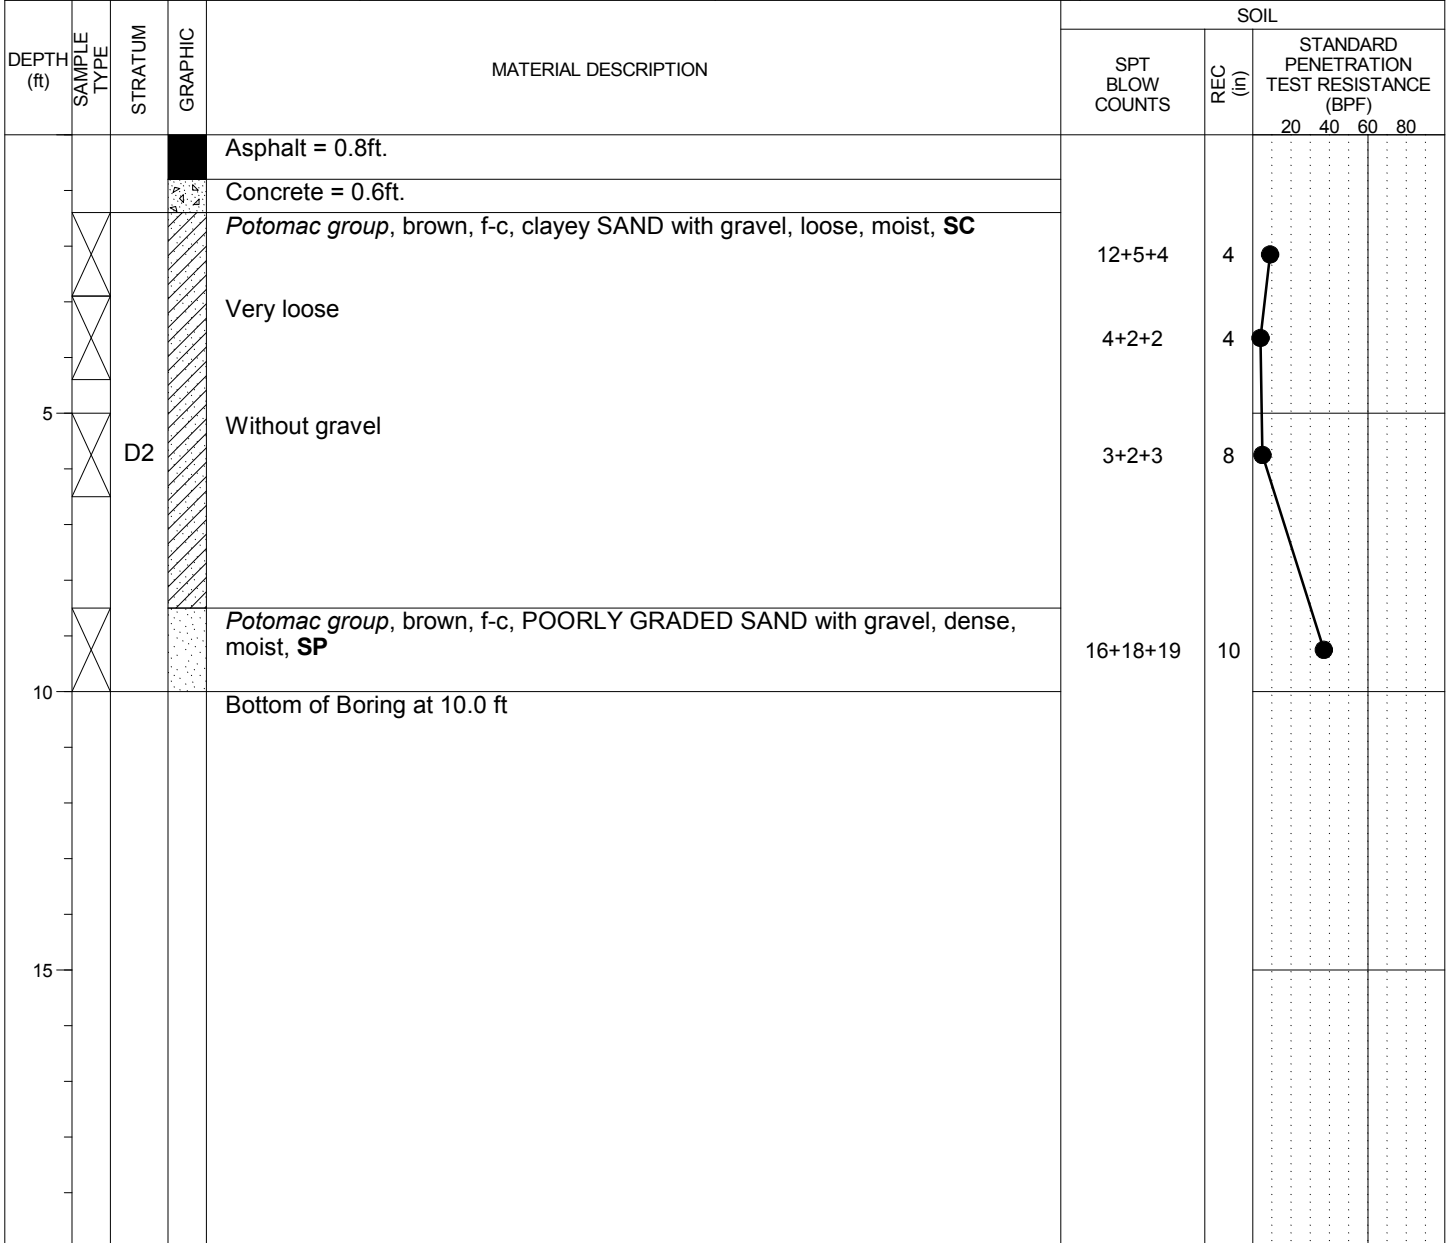 SOIL
DEPTH
(ft)
SAMPLE
TYPE
STRATUM
GRAPHIC
MATERIAL DESCRIPTION
SPT
BLOW
COUNTS
REC
(in)
STANDARD
PENETRATION
TEST RESISTANCE
(BPF)
20 40 60 80
Asphalt = 0.8ft.
Concrete = 0.6ft.
Potomac group, brown, f-c, clayey SAND with gravel, loose, moist, SC
12+5+4 4
Very loose
4+2+2 4
5
Without gravel
D2
3+2+3 8
Potomac group, brown, f-c, POORLY GRADED SAND with gravel, dense,
moist, SP
16+18+19 10
10
Bottom of Boring at 10.0 ft
15